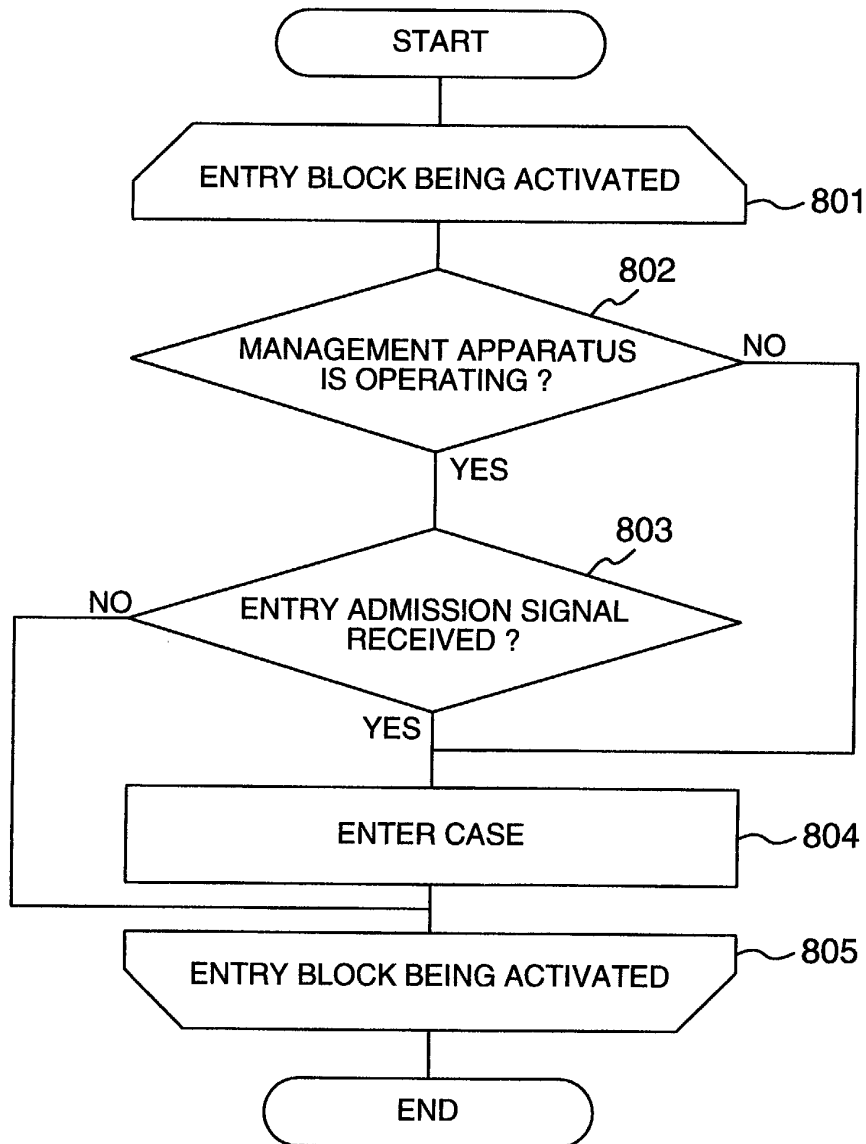 START
ENTRY BLOCK BEING ACTIVATED
801
802
MANAGEMENT APPARATUS
IS OPERATING ?
NO
YES
803
NO
ENTRY ADMISSION SIGNAL
RECEIVED ?
YES
ENTER CASE
804
805
ENTRY BLOCK BEING ACTIVATED
END